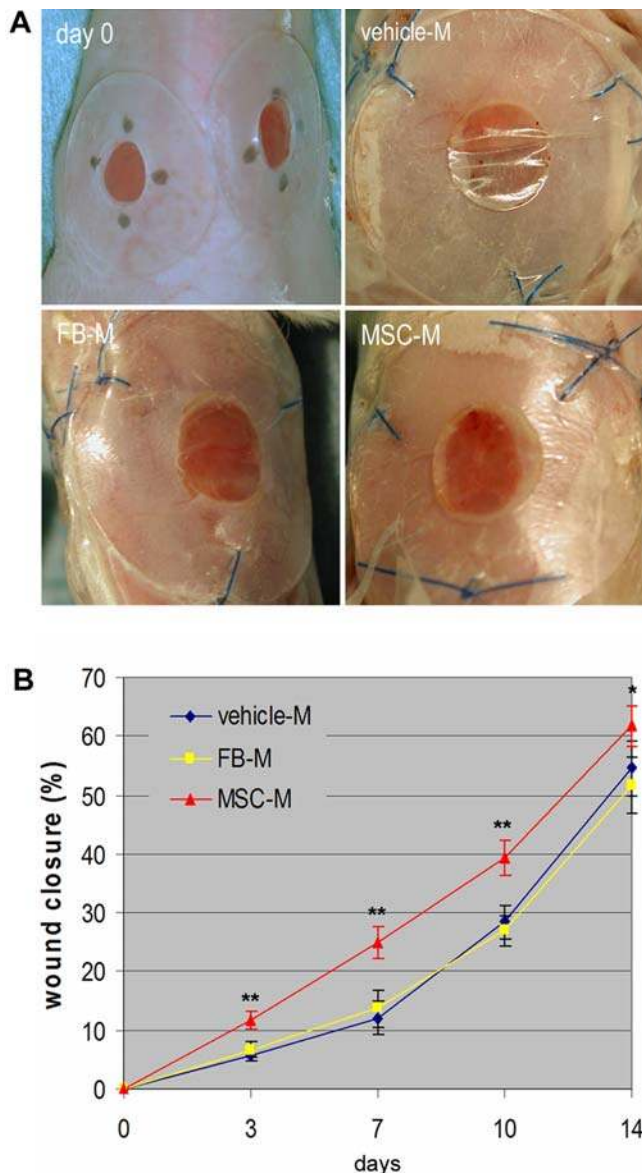 A
day 0
vehicle-M
FB-M
MSC-M
B
70
60
50
40
30
20
10
0
wound closure (%)
vehicle-M
FB-M
MSC-M
**
**
**
*
0 3 7 10 14
days